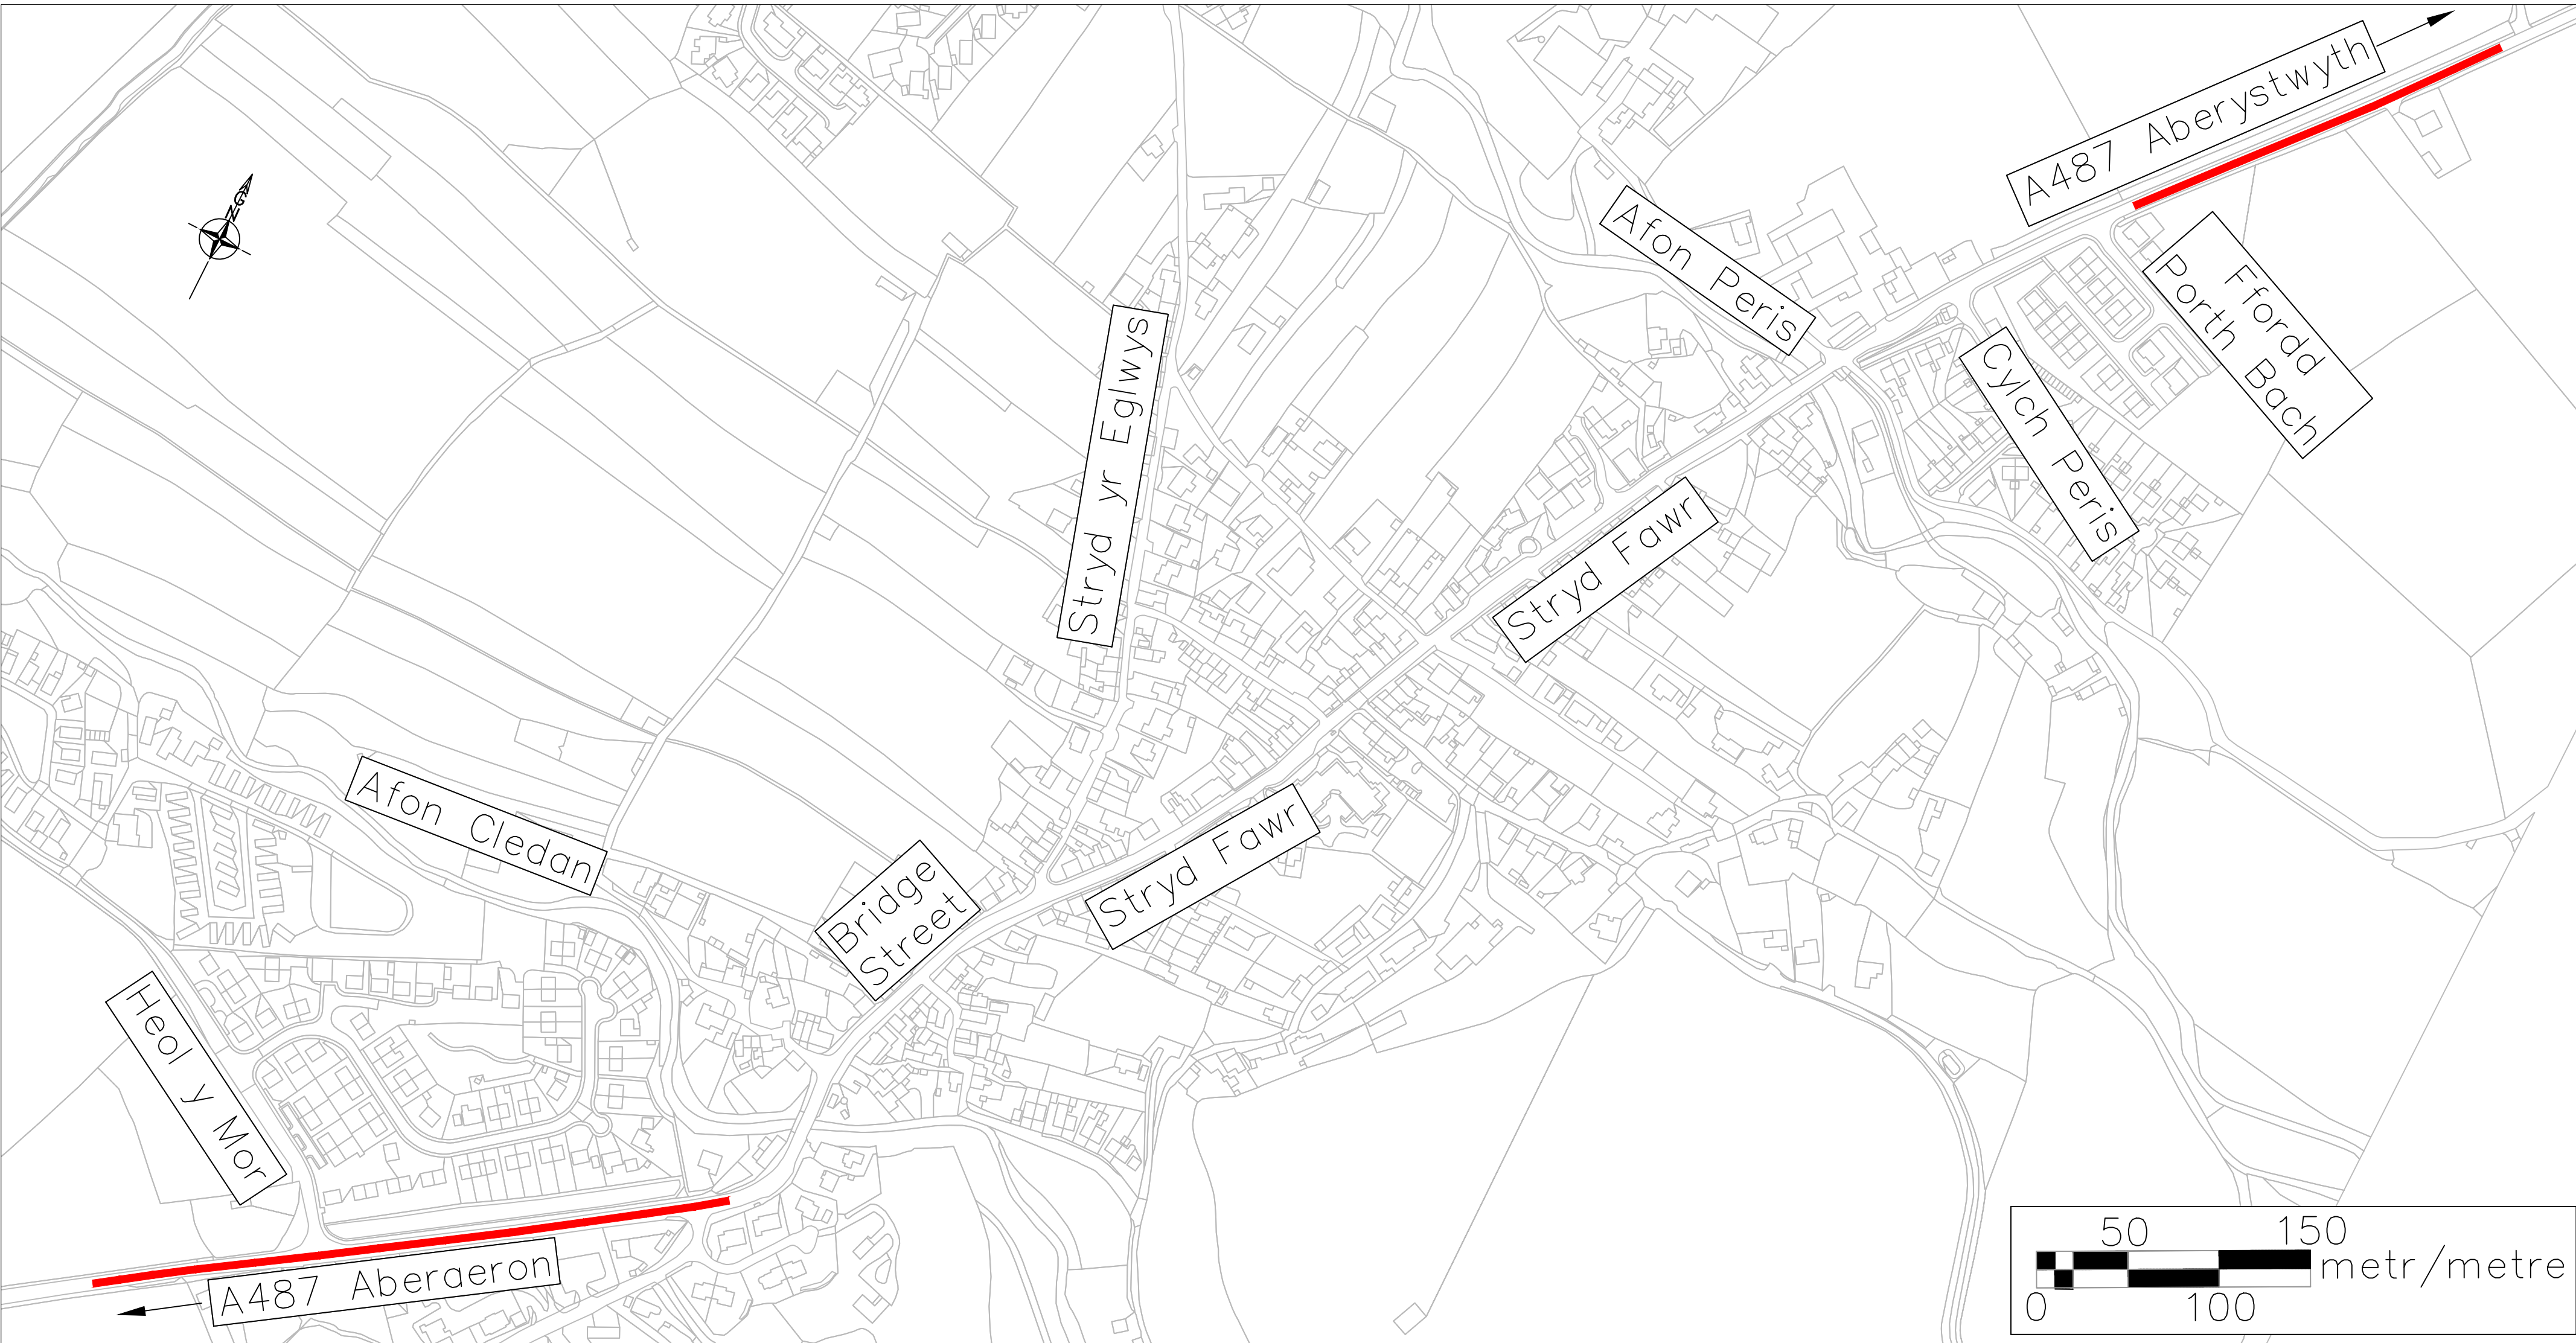 A487 Aberystwyth
Afon Peris
Ffordd
Porth Bach
Cylch Peris
Stryd yr Eglwys
Stryd Fawr
Afon Cledan
Bridge
Street
Stryd Fawr
Heol y Mor
A487 Aberaeron
50 150
metr/metre
0 100